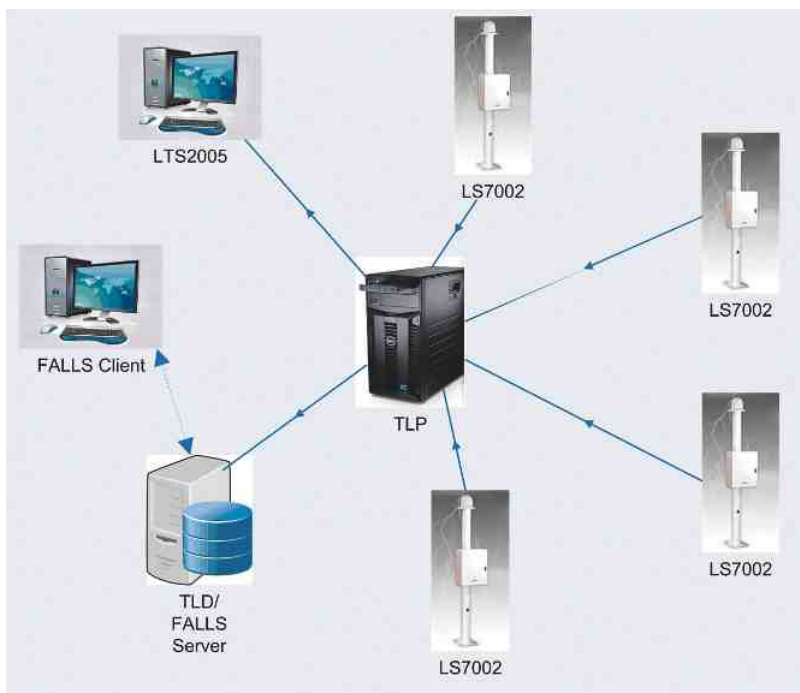 LTS2005
LS7002
LS7002
FALLS Client
TLP
LS7002
TLD/
FALLS
Server
LS7002